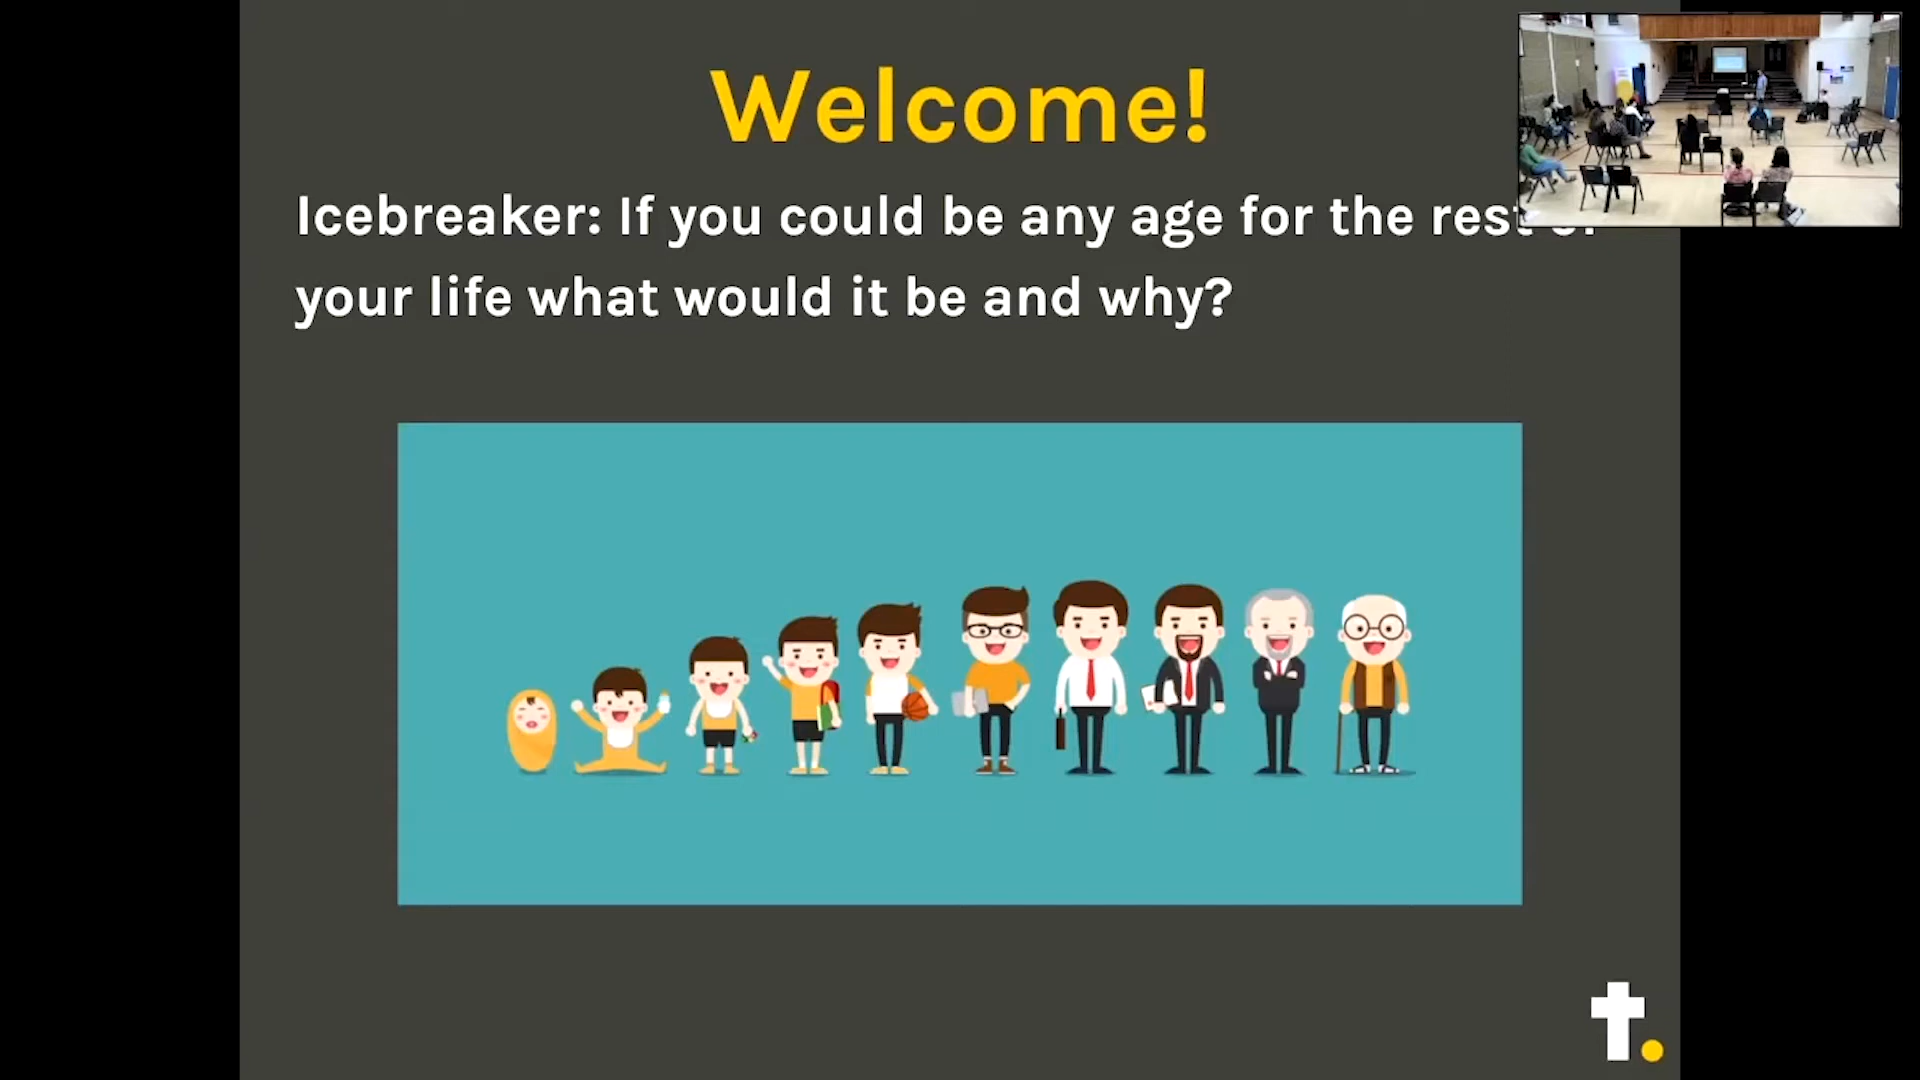 Welcome!
Icebreaker: If you could be any age for the rest of
your life what would it be and why?
t.